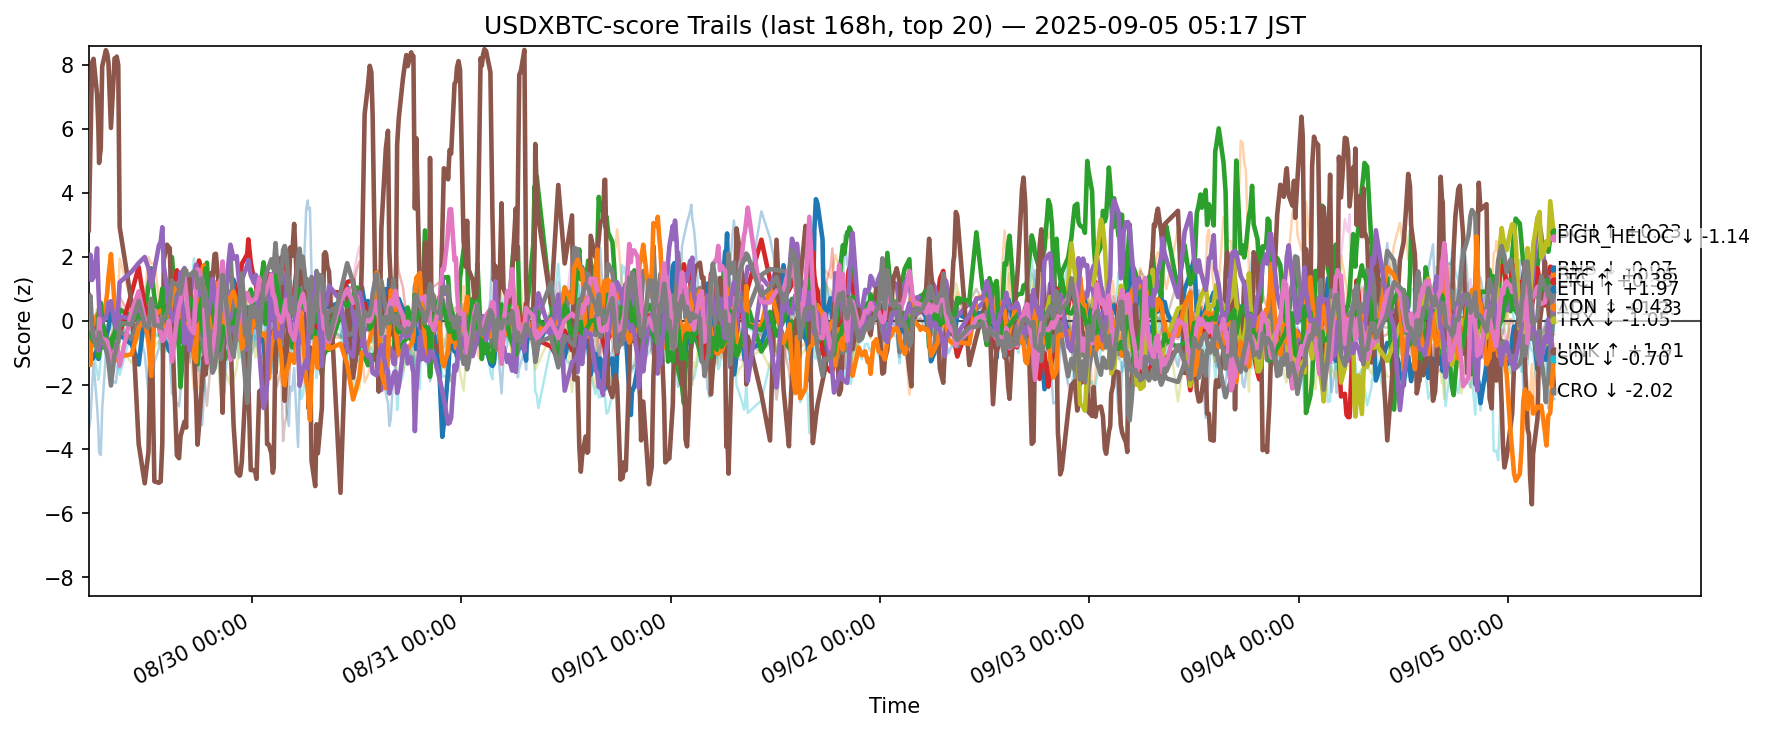 USDXBTC-score Trails (last 168h, top 20) — 2025-09-05 05:17 JST
Score (z)
8
6
4
2
0
−2
−4
−6
−8
FIGR_HELOC ↓ -1.14
ETH ↑ +1.97
TON ↓ -0.43
TRX ↓ -1.05
LINK ↑ +1.01
SOL ↓ -0.70
CRO ↓ -2.02
08/30 00:00
08/31 00:00
09/01 00:00
09/02 00:00
09/03 00:00
09/04 00:00
09/05 00:00
Time